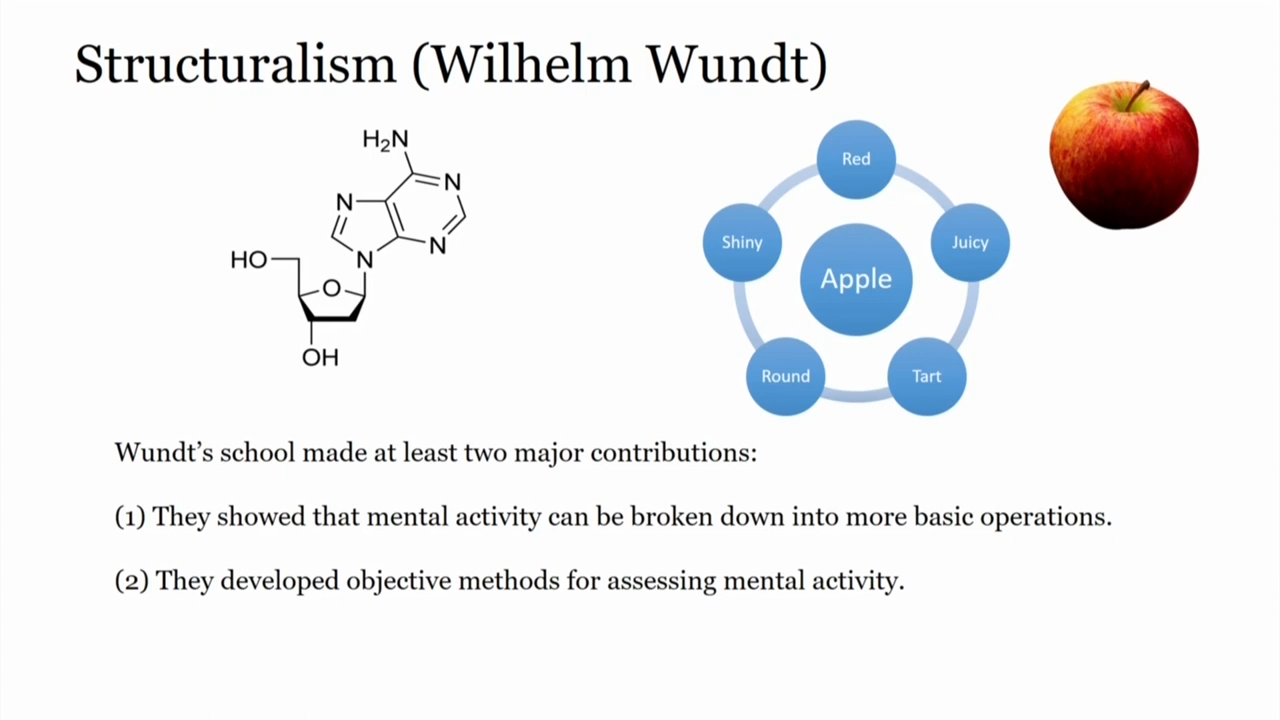 Structuralism (Wilhelm Wundt)
H₂N
N
N
N
N
HO
O
OH
Red
Shiny
Juicy
Apple
Round
Tart
Wundt’s school made at least two major contributions:
(1) They showed that mental activity can be broken down into more basic operations.
(2) They developed objective methods for assessing mental activity.